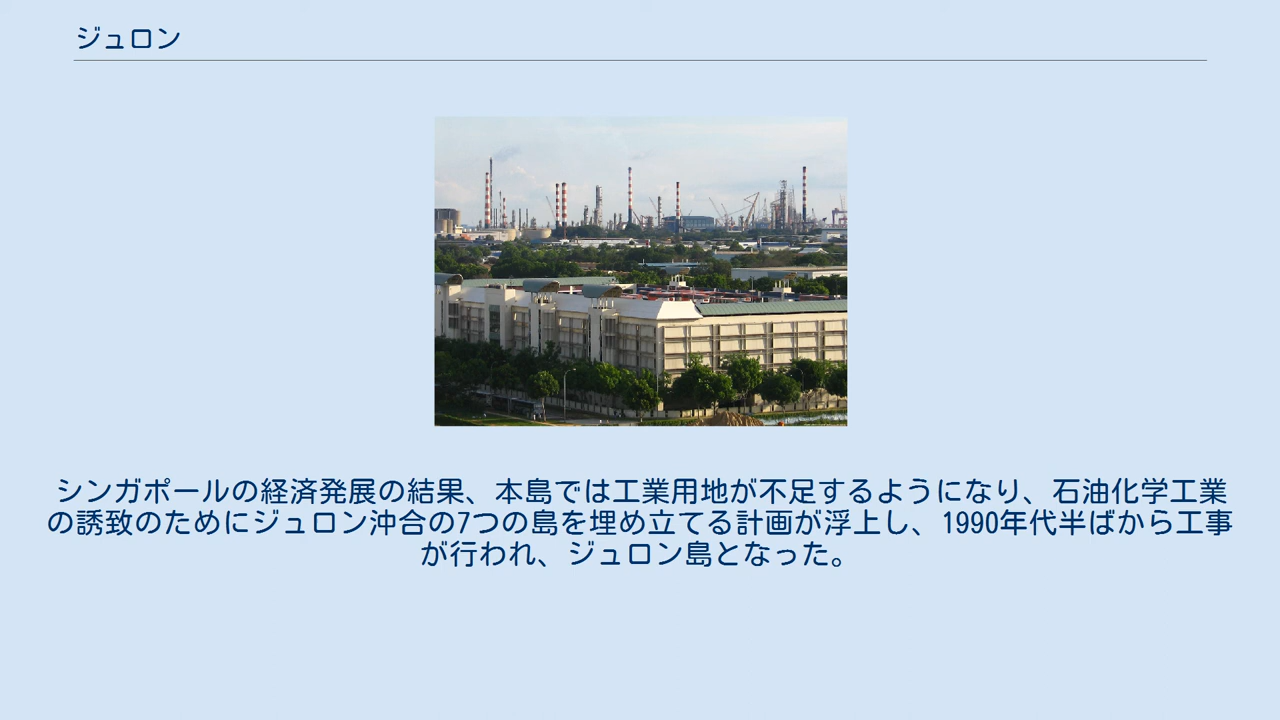 ジュロン
シンガポールの経済発展の結果、本島では工業用地が不足するようになり、石油化学工業
の誘致のためにジュロン沖合の7つの島を埋め立てる計画が浮上し、1990年代半ばから工事
が行われ、ジュロン島となった。